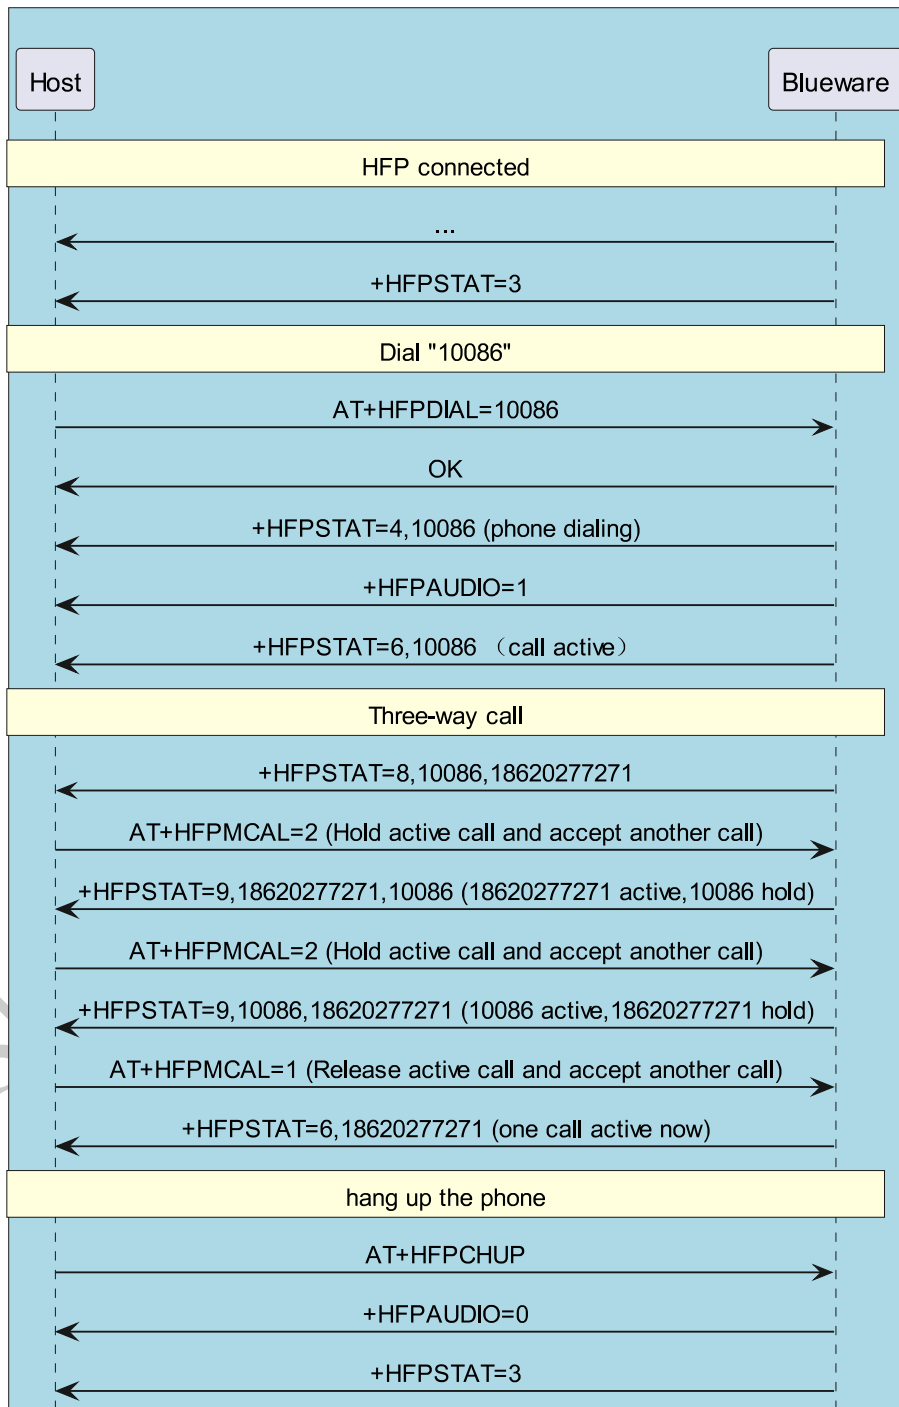 Host
Blueware
HFP connected
...
+HFPSTAT=3
Dial "10086"
AT+HFPDIAL=10086
OK
+HFPSTAT=4,10086 (phone dialing)
+HFPAUDIO=1
+HFPSTAT=6,10086 （call active）
Three-way call
+HFPSTAT=8,10086,18620277271
AT+HFPMCAL=2 (Hold active call and accept another call)
+HFPSTAT=9,18620277271,10086 (18620277271 active,10086 hold)
AT+HFPMCAL=2 (Hold active call and accept another call)
+HFPSTAT=9,10086,18620277271 (10086 active,18620277271 hold)
AT+HFPMCAL=1 (Release active call and accept another call)
+HFPSTAT=6,18620277271 (one call active now)
hang up the phone
AT+HFPCHUP
+HFPAUDIO=0
+HFPSTAT=3